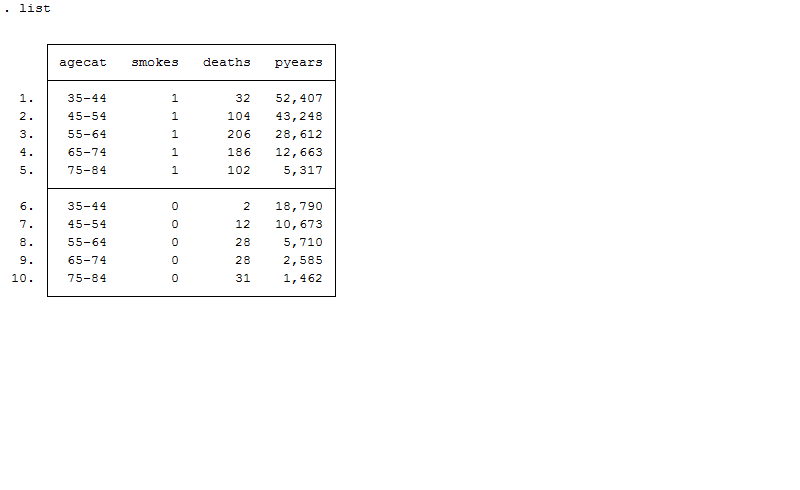 . list
agecat smokes deaths pyears
1. 35-44 1 32 52,407
2. 45-54 1 104 43,248
3. 55-64 1 206 28,612
4. 65-74 1 186 12,663
5. 75-84 1 102 5,317
6. 35-44 0 2 18,790
7. 45-54 0 12 10,673
8. 55-64 0 28 5,710
9. 65-74 0 28 2,585
10. 75-84 0 31 1,462